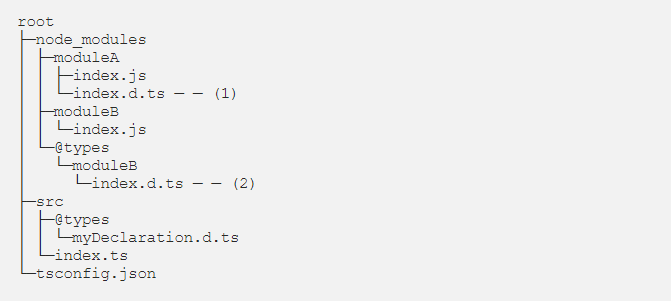 root
├─node_modules
│ ├─moduleA
│ │ ├─index.js
│ │ └─index.d.ts ─ ─ (1)
│ ├─moduleB
│ │ └─index.js
│ └─@types
│   └─moduleB
│     └─index.d.ts ─ ─ (2)
├─src
│ ├─@types
│ │ └─myDeclaration.d.ts
│ └─index.ts
└─tsconfig.json